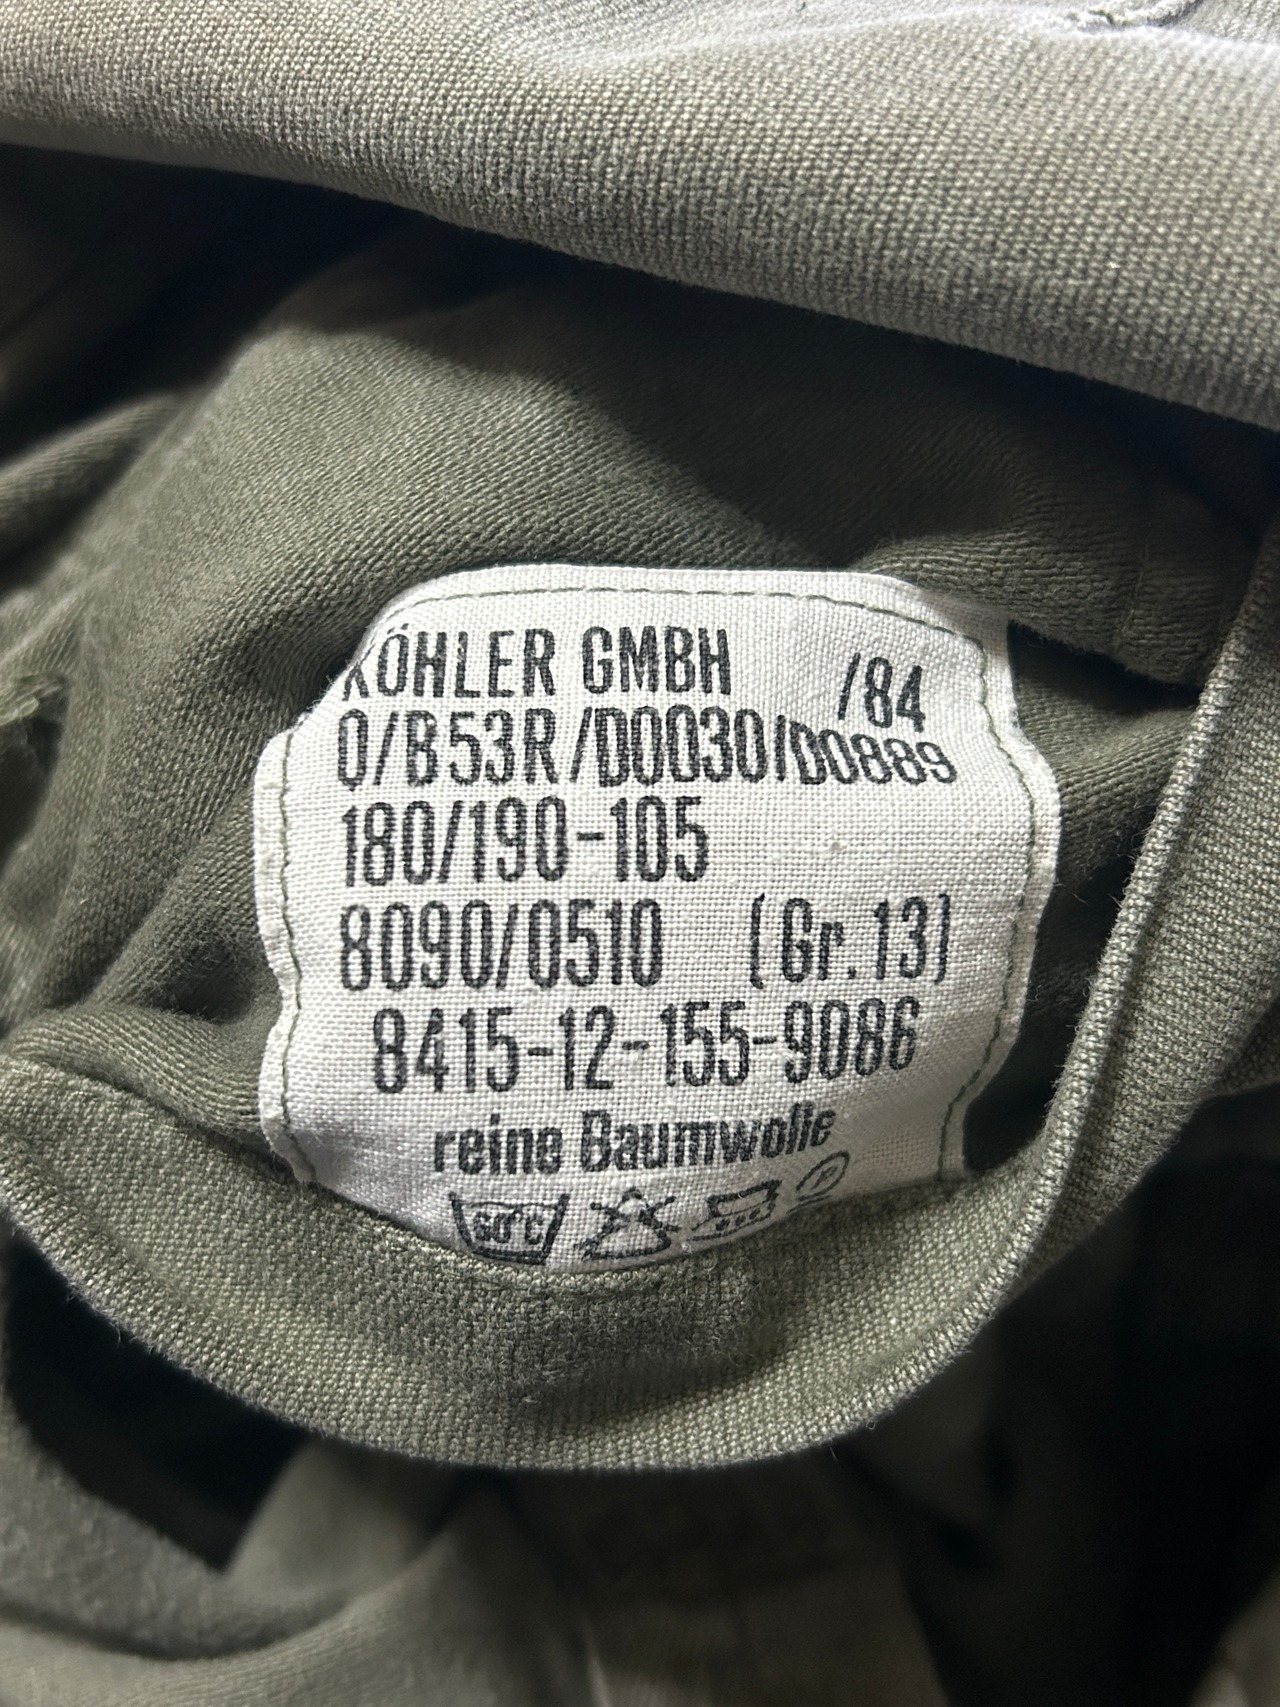 KÖHLER GMBH /84
0/B53R/D0030/D0889
180/190-105
8090/0510 (Gr.13)
8415-12-155-9086
reine Baumwolle
60°C P